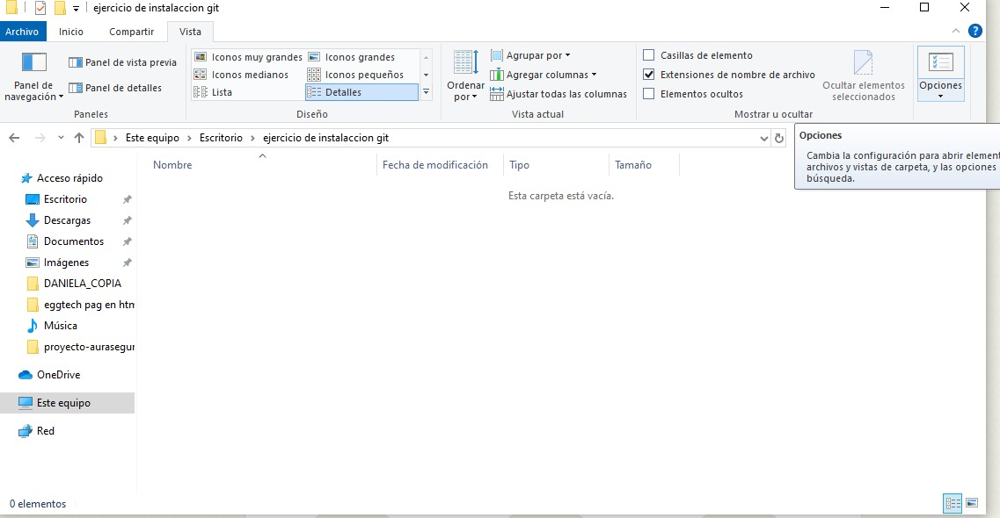 ejercicio de instalaccion git
Archivo Inicio Compartir Vista
Panel de navegación
Panel de vista previa
Panel de detalles
Paneles
Iconos muy grandes Iconos grandes
Iconos medianos Iconos pequeños
Lista Detalles
Diseño
Ordenar por
Agrupar por
Agregar columnas
Ajustar todas las columnas
Vista actual
Casillas de elemento
Extensiones de nombre de archivo
Elementos ocultos
Ocultar elementos seleccionados
Mostrar u ocultar
Opciones
Este equipo Escritorio ejercicio de instalaccion git
Opciones
Cambia la configuración para abrir element
archivos y vistas de carpeta, y las opciones
búsqueda.
Nombre Fecha de modificación Tipo Tamaño
Esta carpeta está vacía.
Acceso rápido
Escritorio
Descargas
Documentos
Imágenes
DANIELA_COPIA
eggtech pag en htm
Música
proyecto-aurasegur
OneDrive
Este equipo
Red
0 elementos